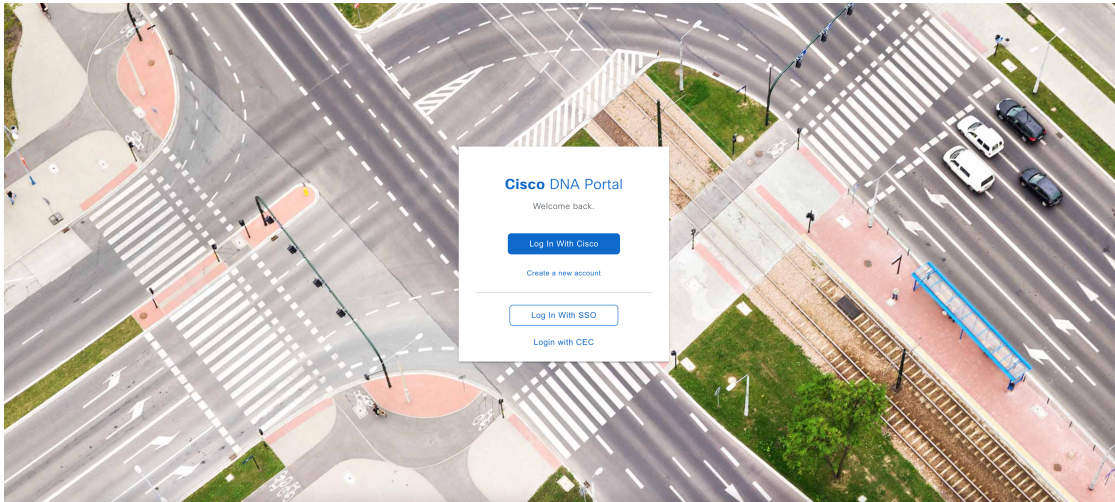 Cisco DNA Portal
Welcome back.
Log In With Cisco
Create a new account
Log In With SSO
Login with CEC